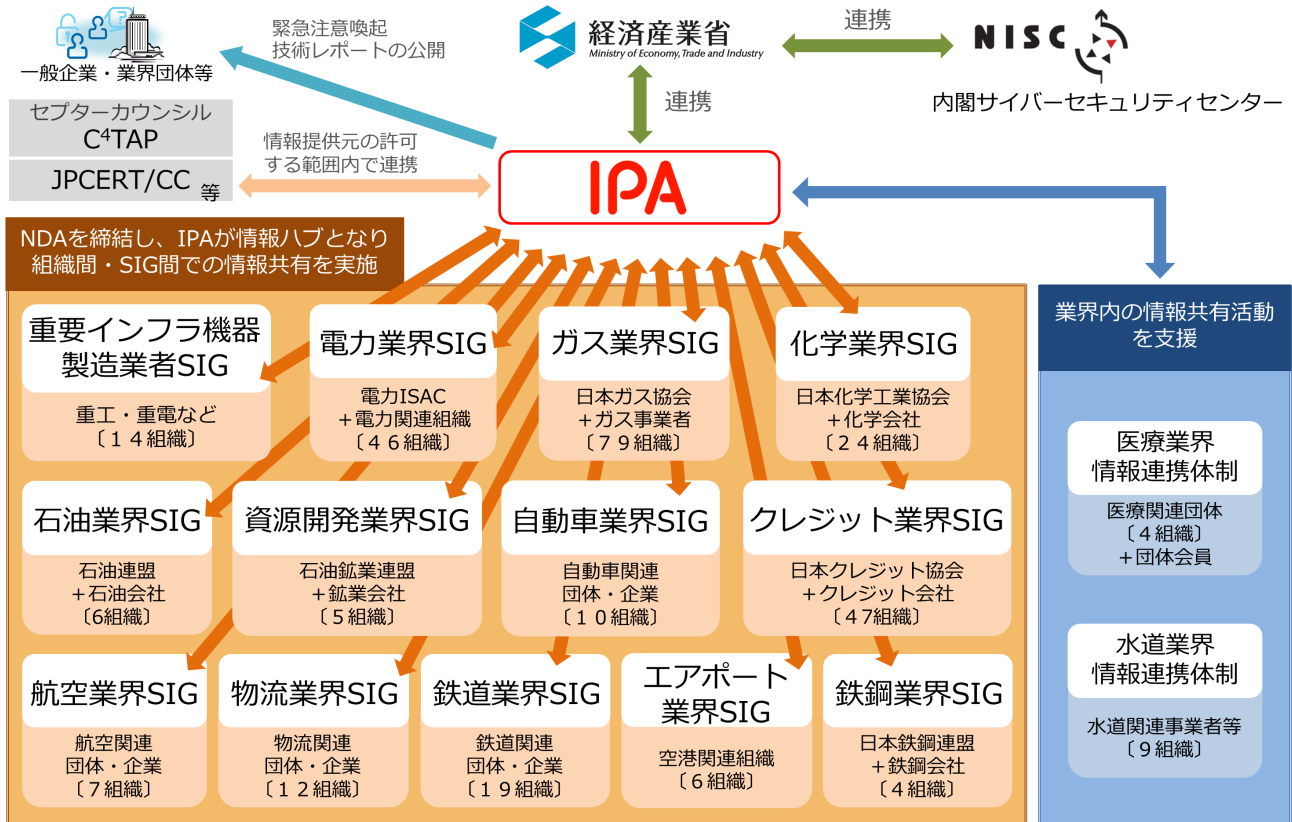 緊急注意喚起
技術レポートの公開
一般企業・業界団体等
経済産業省
Ministry of Economy, Trade and Industry
連携
NISC
内閣サイバーセキュリティセンター
連携
セプターカウンシル
C⁴TAP
JPCERT/CC 等
情報提供元の許可
する範囲内で連携
IPA
NDAを締結し、IPAが情報ハブとなり
組織間・SIG間での情報共有を実施
重要インフラ機器
製造業者SIG
重工・重電など
〔１４組織〕
電力業界SIG
電力ISAC
＋電力関連組織
〔４６組織〕
ガス業界SIG
日本ガス協会
＋ガス事業者
〔７９組織〕
化学業界SIG
日本化学工業協会
＋化学会社
〔２４組織〕
石油業界SIG
石油連盟
＋石油会社
〔6組織〕
資源開発業界SIG
石油鉱業連盟
＋鉱業会社
〔５組織〕
自動車業界SIG
自動車関連
団体・企業
〔１０組織〕
クレジット業界SIG
日本クレジット協会
＋クレジット会社
〔４7組織〕
航空業界SIG
航空関連
団体・企業
〔７組織〕
物流業界SIG
物流関連
団体・企業
〔１２組織〕
鉄道業界SIG
鉄道関連
団体・企業
〔１９組織〕
エアポート
業界SIG
空港関連組織
〔６組織〕
鉄鋼業界SIG
日本鉄鋼連盟
＋鉄鋼会社
〔４組織〕
業界内の情報共有活動
を支援
医療業界
情報連携体制
医療関連団体
〔４組織〕
＋団体会員
水道業界
情報連携体制
水道関連事業者等
〔９組織〕